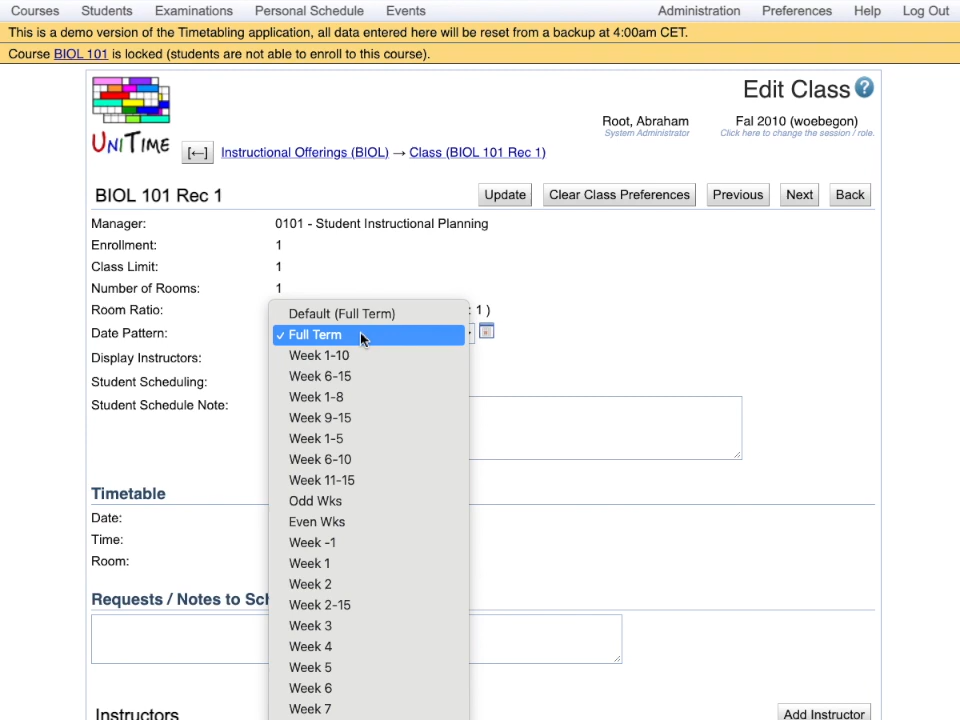 Courses Students Examinations Personal Schedule Events Administration Preferences Help Log Out
This is a demo version of the Timetabling application, all data entered here will be reset from a backup at 4:00am CET.
Course BIOL 101 is locked (students are not able to enroll to this course).
UNITIME
Edit Class ?
Root, Abraham Fal 2010 (woebegon)
System Administrator Click here to change the session / role.
[←] Instructional Offerings (BIOL) → Class (BIOL 101 Rec 1)
BIOL 101 Rec 1 Update Clear Class Preferences Previous Next Back
Manager: 0101 - Student Instructional Planning
Enrollment: 1
Class Limit: 1
Number of Rooms: 1
Room Ratio: : 1 )
Date Pattern:
Display Instructors:
Student Scheduling:
Student Schedule Note:
Default (Full Term)
✓ Full Term
Week 1-10
Week 6-15
Week 1-8
Week 9-15
Week 1-5
Week 6-10
Week 11-15
Odd Wks
Even Wks
Week -1
Week 1
Week 2
Week 2-15
Week 3
Week 4
Week 5
Week 6
Week 7
Timetable
Date:
Time:
Room:
Requests / Notes to Sch
Instructors Add Instructor